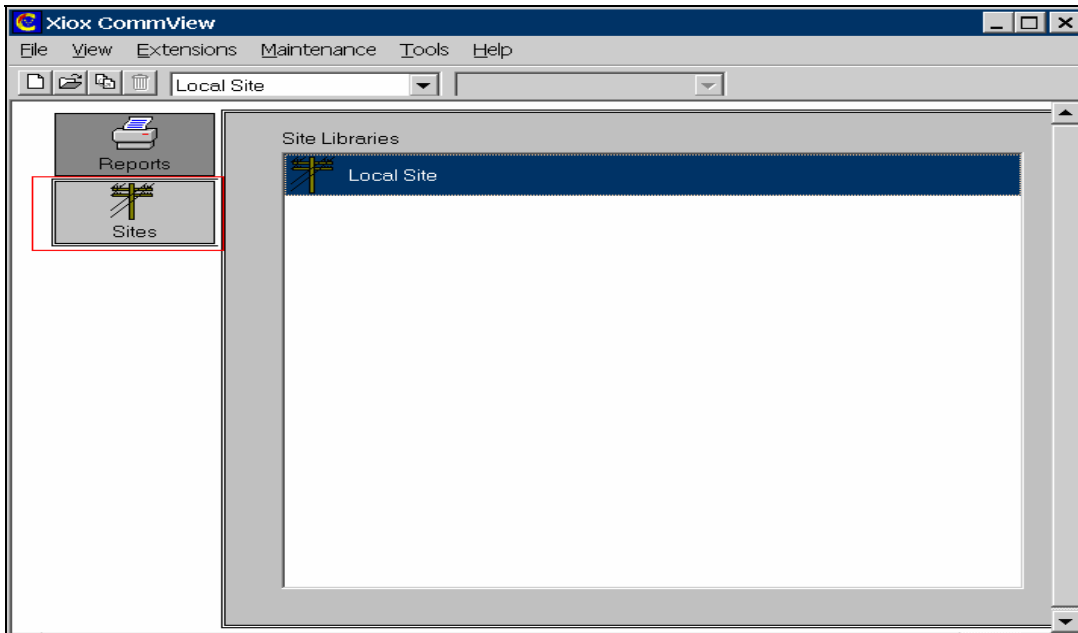 Xiox CommView
File View Extensions Maintenance Tools Help
Local Site
Reports
Sites
Site Libraries
Local Site